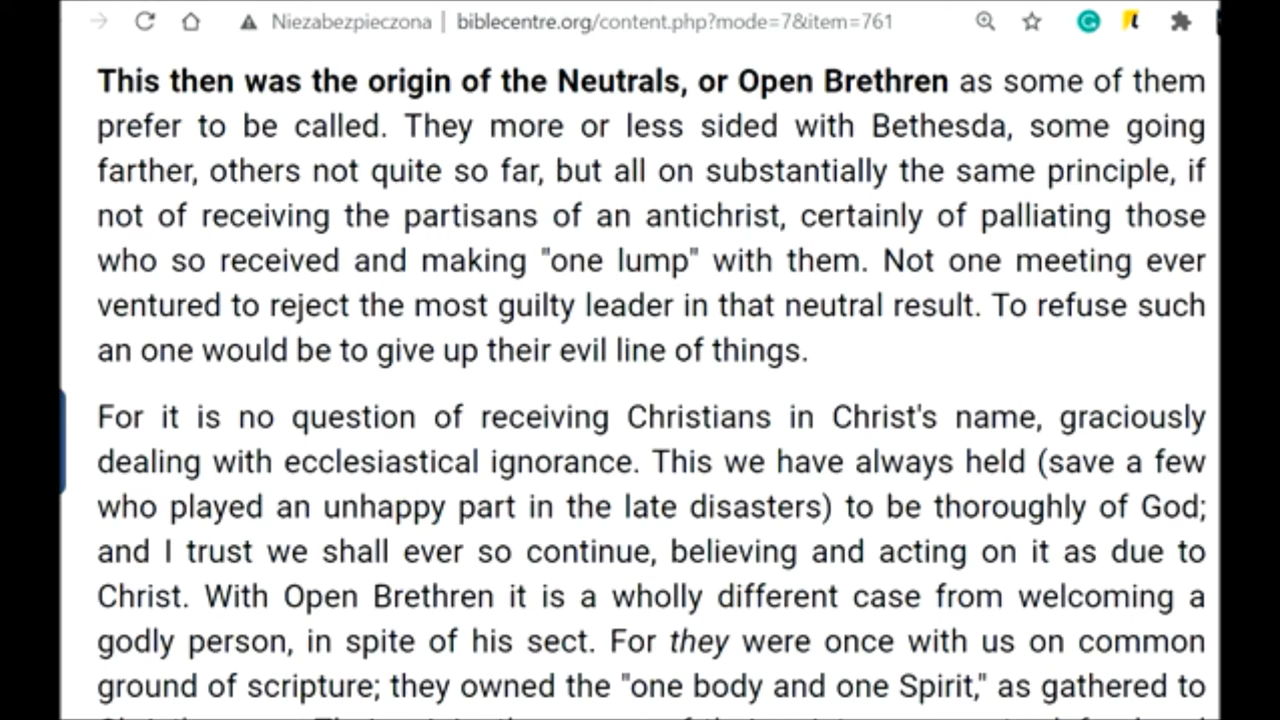 Niezabezpieczona | biblecentre.org/content.php?mode=7&item=761
This then was the origin of the Neutrals, or Open Brethren as some of them
prefer to be called. They more or less sided with Bethesda, some going
farther, others not quite so far, but all on substantially the same principle, if
not of receiving the partisans of an antichrist, certainly of palliating those
who so received and making "one lump" with them. Not one meeting ever
ventured to reject the most guilty leader in that neutral result. To refuse such
an one would be to give up their evil line of things.
For it is no question of receiving Christians in Christ's name, graciously
dealing with ecclesiastical ignorance. This we have always held (save a few
who played an unhappy part in the late disasters) to be thoroughly of God;
and I trust we shall ever so continue, believing and acting on it as due to
Christ. With Open Brethren it is a wholly different case from welcoming a
godly person, in spite of his sect. For they were once with us on common
ground of scripture; they owned the "one body and one Spirit," as gathered to